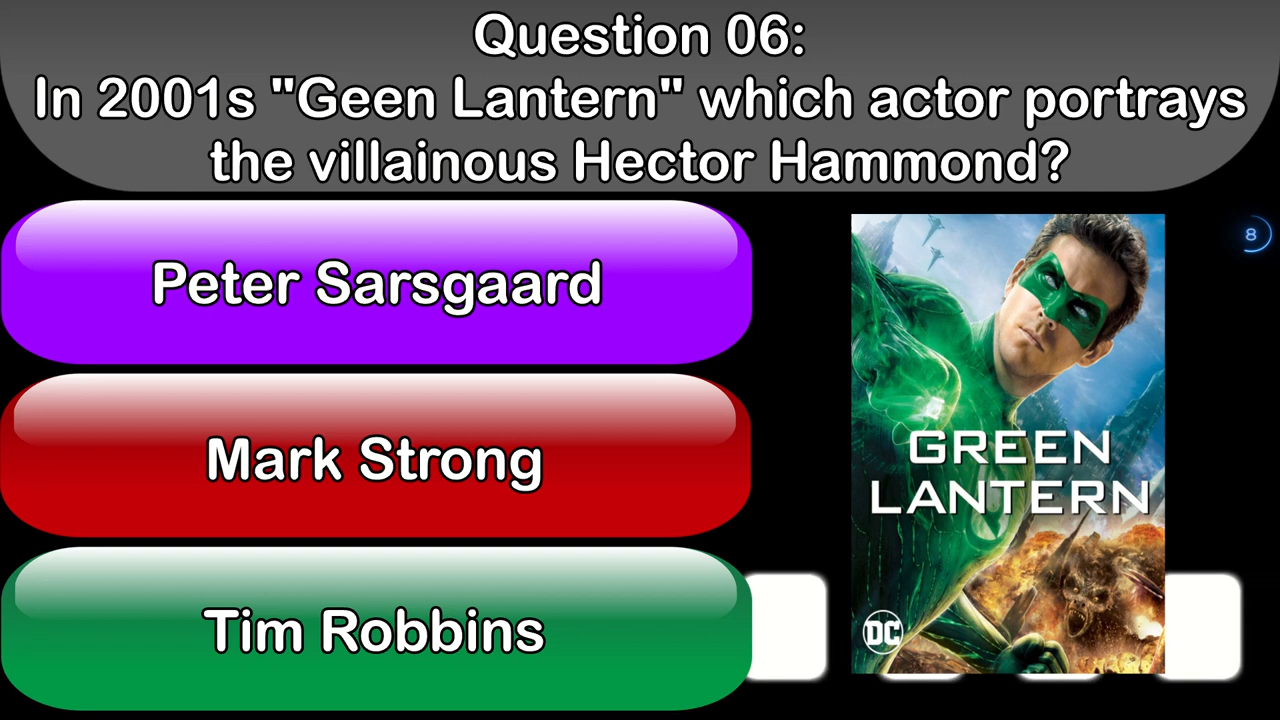 Question 06:
In 2001s "Geen Lantern" which actor portrays
the villainous Hector Hammond?
Peter Sarsgaard
8
Mark Strong
GREEN
LANTERN
Tim Robbins
DC